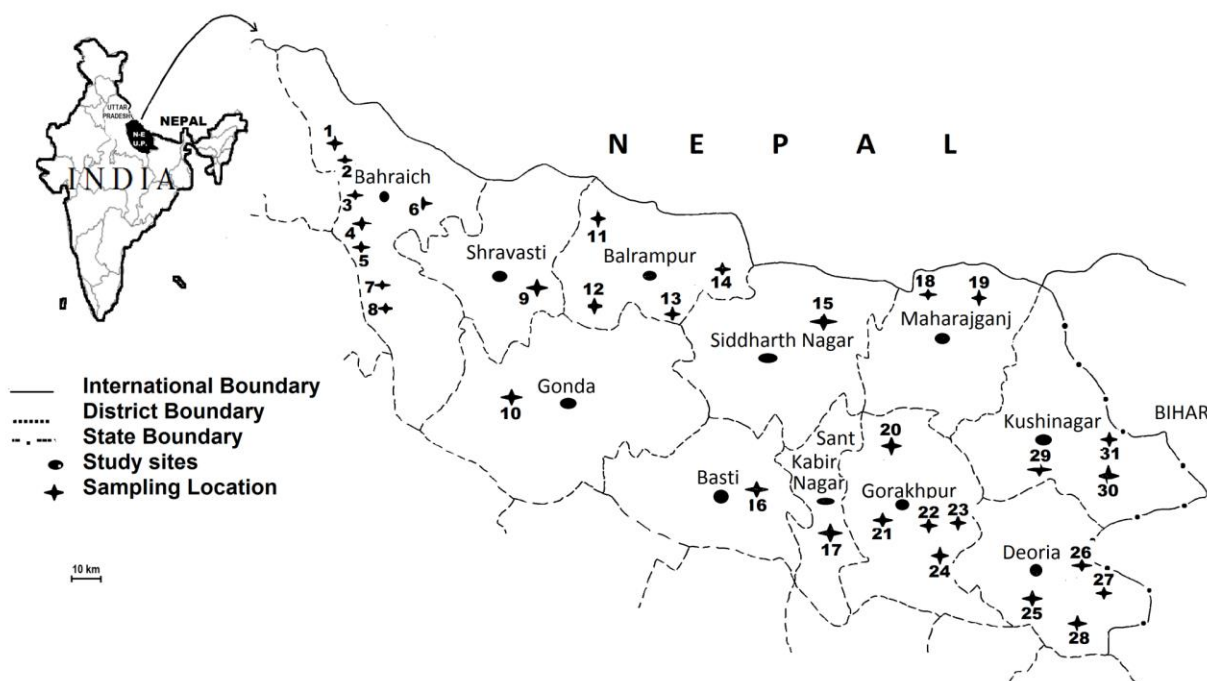 UTTAR
PRADESH
NEPAL
N-E
U.P.
INDIA
N E P A L
1
2
Bahraich
3
6
4
5
7
8
Shravasti
9
11
Balrampur
12
13
14
15
Siddharth Nagar
18
19
Maharajganj
Gonda
10
International Boundary
District Boundary
State Boundary
Study sites
Sampling Location
10 km
Basti
16
Sant
Kabir
Nagar
17
20
Gorakhpur
21
22
23
24
Kushinagar
29
31
30
BIHAR
Deoria
26
27
25
28